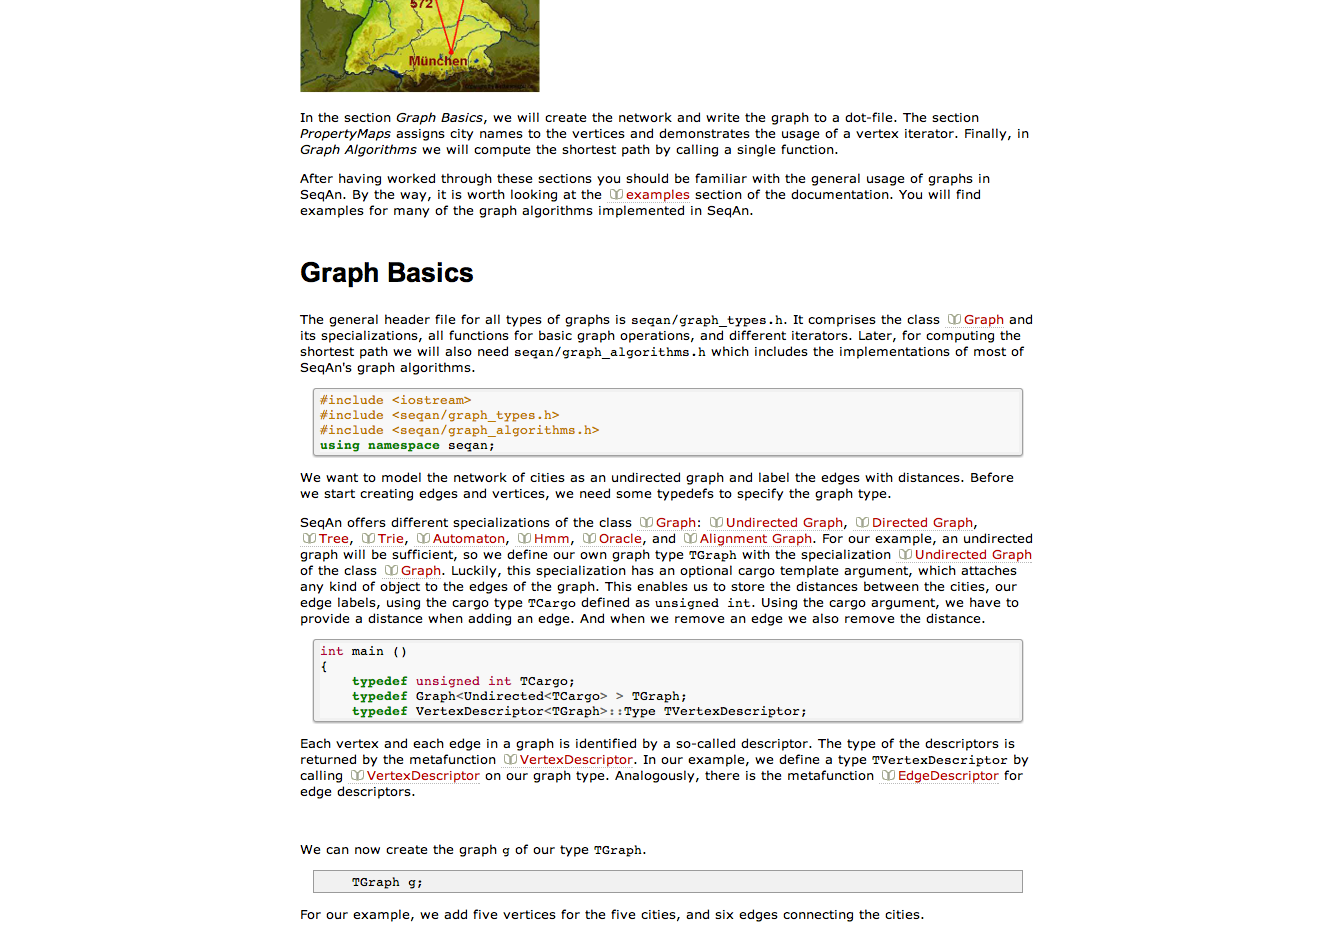 572
München
In the section Graph Basics, we will create the network and write the graph to a dot-file. The section
PropertyMaps assigns city names to the vertices and demonstrates the usage of a vertex iterator. Finally, in
Graph Algorithms we will compute the shortest path by calling a single function.
After having worked through these sections you should be familiar with the general usage of graphs in
SeqAn. By the way, it is worth looking at the examples section of the documentation. You will find
examples for many of the graph algorithms implemented in SeqAn.
Graph Basics
The general header file for all types of graphs is seqan/graph_types.h. It comprises the class Graph and
its specializations, all functions for basic graph operations, and different iterators. Later, for computing the
shortest path we will also need seqan/graph_algorithms.h which includes the implementations of most of
SeqAn's graph algorithms.
#include <iostream>
#include <seqan/graph_types.h>
#include <seqan/graph_algorithms.h>
using namespace seqan;
We want to model the network of cities as an undirected graph and label the edges with distances. Before
we start creating edges and vertices, we need some typedefs to specify the graph type.
SeqAn offers different specializations of the class Graph: Undirected Graph, Directed Graph,
Tree, Trie, Automaton, Hmm, Oracle, and Alignment Graph. For our example, an undirected
graph will be sufficient, so we define our own graph type TGraph with the specialization Undirected Graph
of the class Graph. Luckily, this specialization has an optional cargo template argument, which attaches
any kind of object to the edges of the graph. This enables us to store the distances between the cities, our
edge labels, using the cargo type TCargo defined as unsigned int. Using the cargo argument, we have to
provide a distance when adding an edge. And when we remove an edge we also remove the distance.
int main ()
{
typedef unsigned int TCargo;
typedef Graph<Undirected<TCargo> > TGraph;
typedef VertexDescriptor<TGraph>::Type TVertexDescriptor;
Each vertex and each edge in a graph is identified by a so-called descriptor. The type of the descriptors is
returned by the metafunction VertexDescriptor. In our example, we define a type TVertexDescriptor by
calling VertexDescriptor on our graph type. Analogously, there is the metafunction EdgeDescriptor for
edge descriptors.
We can now create the graph g of our type TGraph.
TGraph g;
For our example, we add five vertices for the five cities, and six edges connecting the cities.